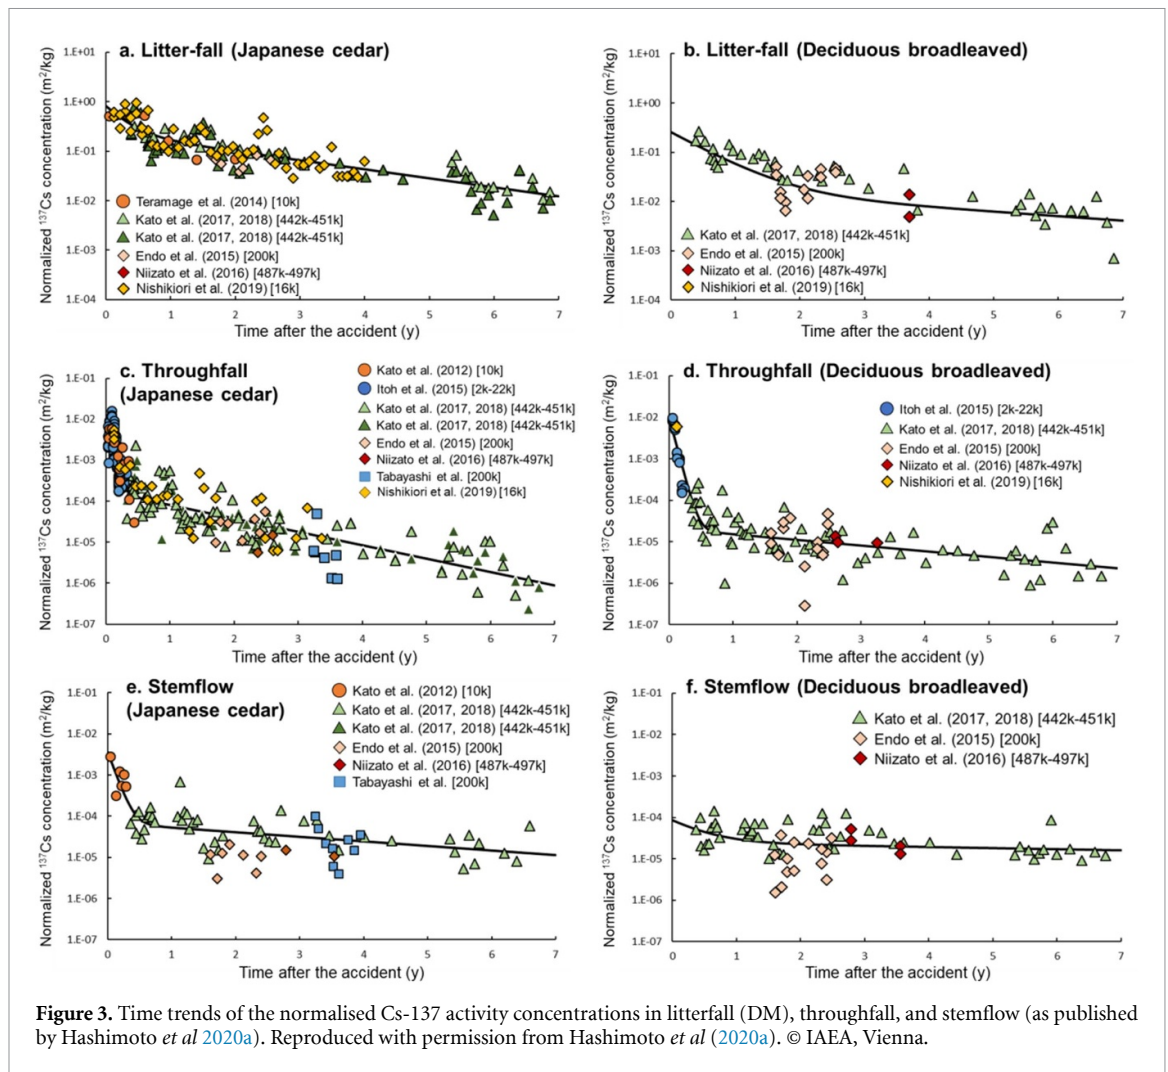 a. Litter-fall (Japanese cedar)
Normalized ¹³⁷Cs concentration (m²/kg)
1.E+01
1.E+00
1.E-01
1.E-02
1.E-03
1.E-04
Teramage et al. (2014) [10k]
Kato et al. (2017, 2018) [442k-451k]
Kato et al. (2017, 2018) [442k-451k]
Endo et al. (2015) [200k]
Niizato et al. (2016) [487k-497k]
Nishikiori et al. (2019) [16k]
0 1 2 3 4 5 6 7
Time after the accident (y)
b. Litter-fall (Deciduous broadleaved)
Normalized ¹³⁷Cs concentration (m²/kg)
1.E+01
1.E+00
1.E-01
1.E-02
1.E-03
1.E-04
Kato et al. (2017, 2018) [442k-451k]
Endo et al. (2015) [200k]
Niizato et al. (2016) [487k-497k]
Nishikiori et al. (2019) [16k]
0 1 2 3 4 5 6 7
Time after the accident (y)
c. Throughfall
(Japanese cedar)
Normalized ¹³⁷Cs concentration (m²/kg)
1.E-01
1.E-02
1.E-03
1.E-04
1.E-05
1.E-06
1.E-07
Kato et al. (2012) [10k]
Itoh et al. (2015) [2k-22k]
Kato et al. (2017, 2018) [442k-451k]
Kato et al. (2017, 2018) [442k-451k]
Endo et al. (2015) [200k]
Niizato et al. (2016) [487k-497k]
Tabayashi et al. [200k]
Nishikiori et al. (2019) [16k]
0 1 2 3 4 5 6 7
Time after the accident (y)
d. Throughfall (Deciduous broadleaved)
Normalized ¹³⁷Cs concentration (m²/kg)
1.E-01
1.E-02
1.E-03
1.E-04
1.E-05
1.E-06
1.E-07
Itoh et al. (2015) [2k-22k]
Kato et al. (2017, 2018) [442k-451k]
Endo et al. (2015) [200k]
Niizato et al. (2016) [487k-497k]
Nishikiori et al. (2019) [16k]
0 1 2 3 4 5 6 7
Time after the accident (y)
e. Stemflow
(Japanese cedar)
Normalized ¹³⁷Cs concentration (m²/kg)
1.E-01
1.E-02
1.E-03
1.E-04
1.E-05
1.E-06
1.E-07
Kato et al. (2012) [10k]
Kato et al. (2017, 2018) [442k-451k]
Kato et al. (2017, 2018) [442k-451k]
Endo et al. (2015) [200k]
Niizato et al. (2016) [487k-497k]
Tabayashi et al. [200k]
0 1 2 3 4 5 6 7
Time after the accident (y)
f. Stemflow (Deciduous broadleaved)
Normalized ¹³⁷Cs concentration (m²/kg)
1.E-01
1.E-02
1.E-03
1.E-04
1.E-05
1.E-06
1.E-07
Kato et al. (2017, 2018) [442k-451k]
Endo et al. (2015) [200k]
Niizato et al. (2016) [487k-497k]
0 1 2 3 4 5 6 7
Time after the accident (y)
Figure 3. Time trends of the normalised Cs-137 activity concentrations in litterfall (DM), throughfall, and stemflow (as published
by Hashimoto et al 2020a). Reproduced with permission from Hashimoto et al (2020a). © IAEA, Vienna.